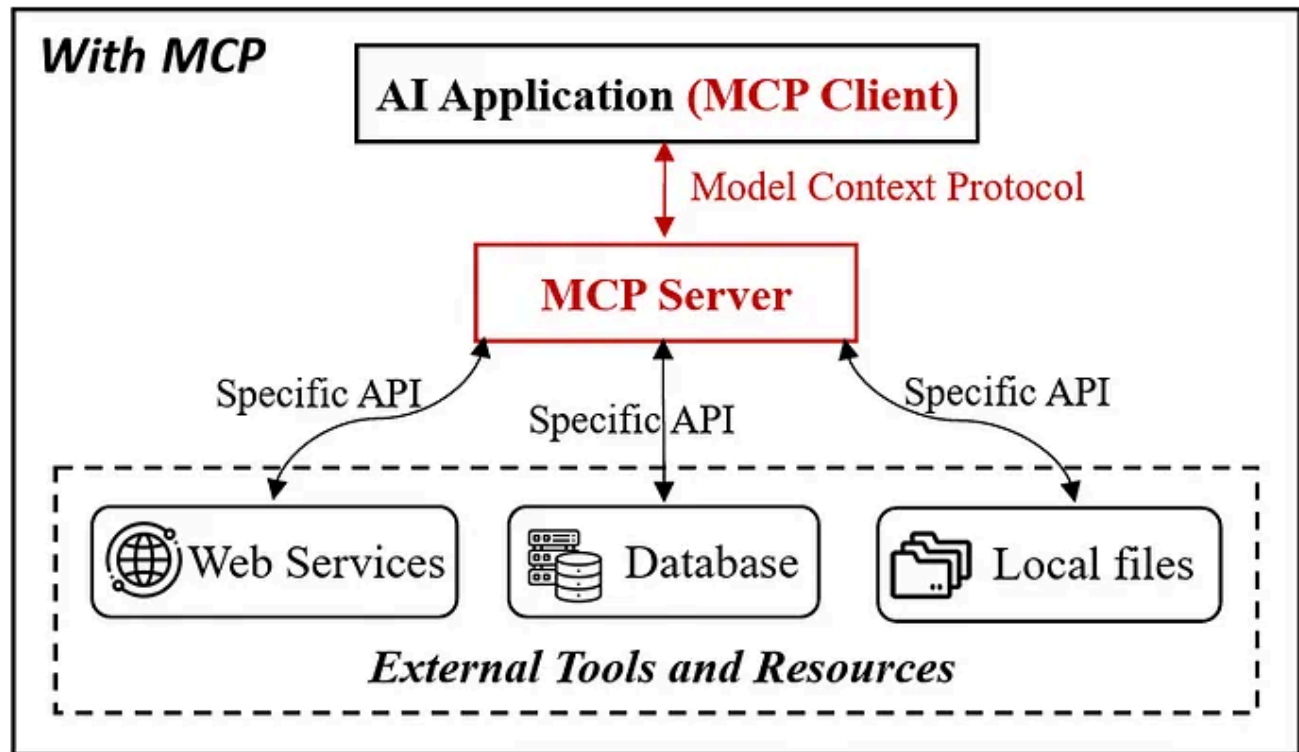 With MCP
AI Application (MCP Client)
Model Context Protocol
MCP Server
Specific API
Specific API
Specific API
Web Services
Database
Local files
External Tools and Resources